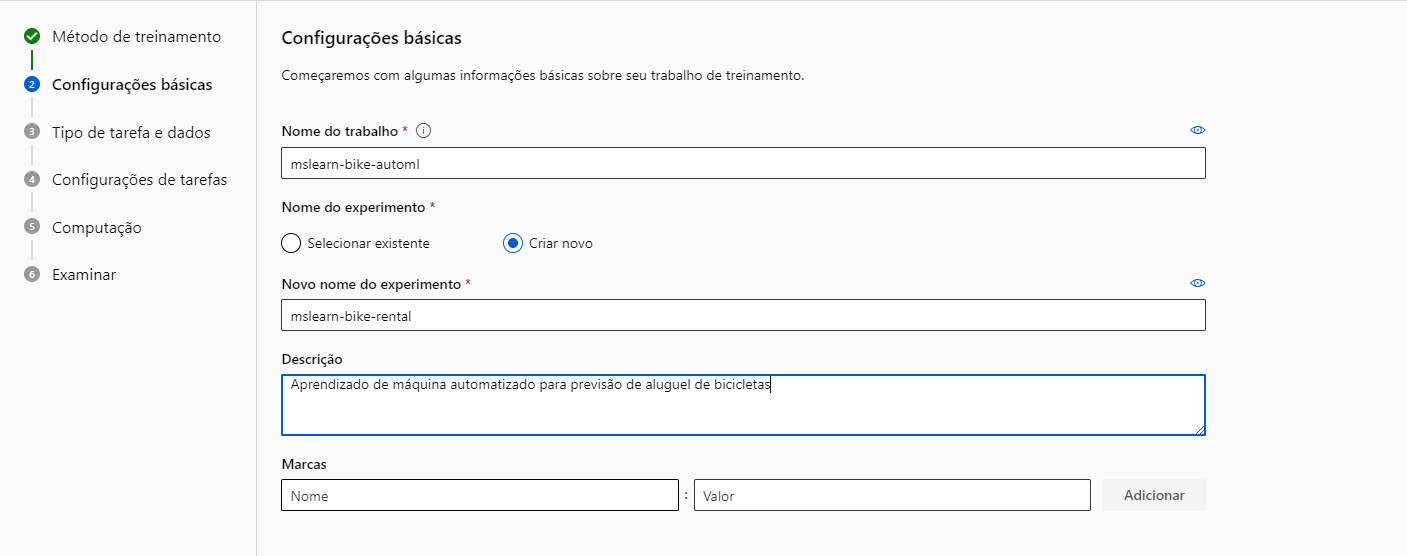 Método de treinamento
2 Configurações básicas
3 Tipo de tarefa e dados
4 Configurações de tarefas
5 Computação
6 Examinar
Configurações básicas
Começaremos com algumas informações básicas sobre seu trabalho de treinamento.
Nome do trabalho *
mslearn-bike-automl
Nome do experimento *
Selecionar existente Criar novo
Novo nome do experimento *
mslearn-bike-rental
Descrição
Aprendizado de máquina automatizado para previsão de aluguel de bicicletas
Marcas
Nome : Valor Adicionar